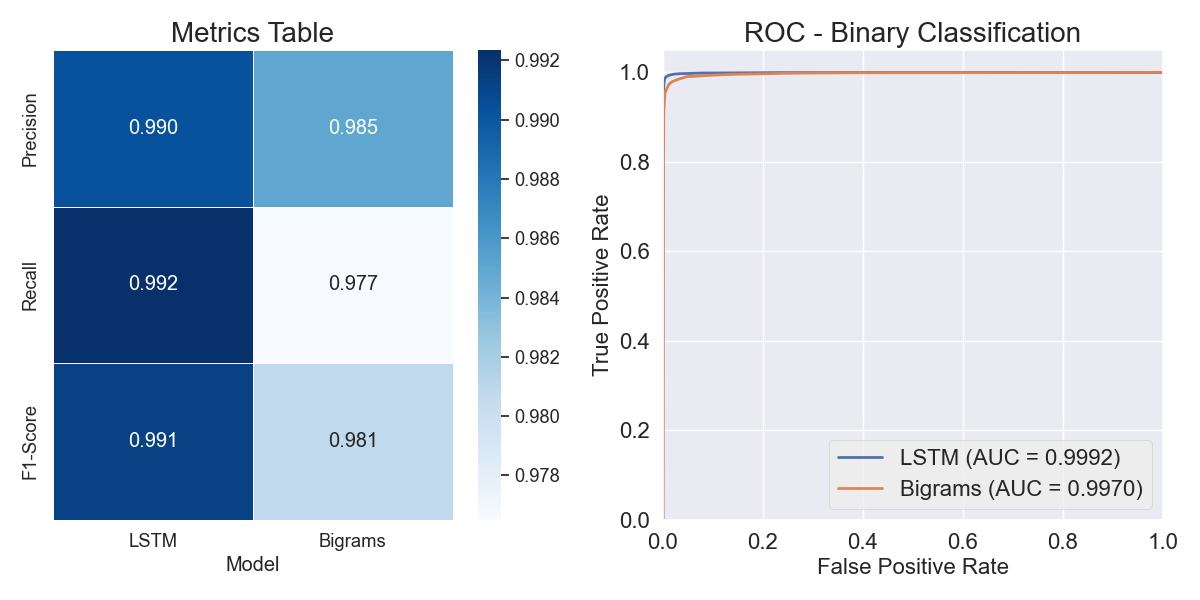 Metrics Table
Precision
Recall
F1-Score
0.990
0.985
0.992
0.977
0.991
0.981
LSTM
Bigrams
Model
0.992
0.990
0.988
0.986
0.984
0.982
0.980
0.978
ROC - Binary Classification
True Positive Rate
1.0
0.8
0.6
0.4
0.2
0.0
LSTM (AUC = 0.9992)
Bigrams (AUC = 0.9970)
0.0
0.2
0.4
0.6
0.8
1.0
False Positive Rate